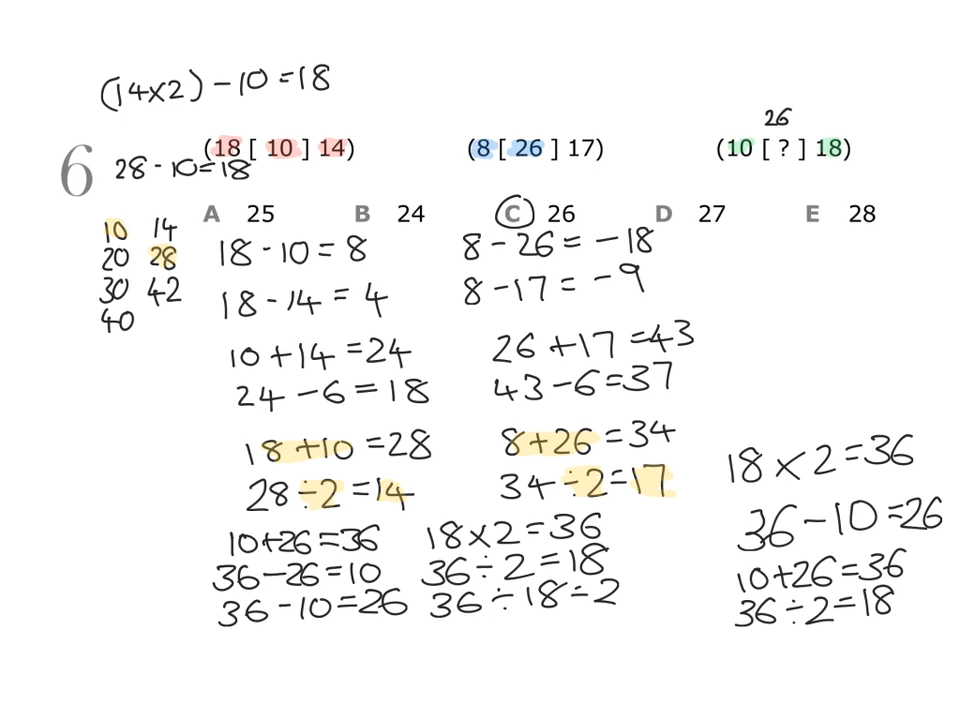 (14×2) - 10 = 18
26
6 (18 [ 10 ] 14) (8 [ 26 ] 17) (10 [ ? ] 18)
28 - 10 = 18
A 25 B 24 C 26 D 27 E 28
10 14
20 28
30 42
40
18 - 10 = 8
18 - 14 = 4
10 + 14 = 24
24 - 6 = 18
18 + 10 = 28
28 ÷ 2 = 14
10 + 26 = 36
36 - 26 = 10
36 - 10 = 26
8 - 26 = - 18
8 - 17 = - 9
26 + 17 = 43
43 - 6 = 37
8 + 26 = 34
34 ÷ 2 = 17
18 × 2 = 36
36 ÷ 2 = 18
36 ÷ 18 = 2
18 × 2 = 36
36 - 10 = 26
10 + 26 = 36
36 ÷ 2 = 18